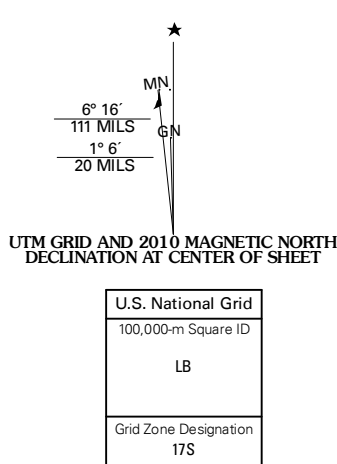 ★
MN
6° 16´
111 MILS
GN
1° 6´
20 MILS
UTM GRID AND 2010 MAGNETIC NORTH
DECLINATION AT CENTER OF SHEET
U.S. National Grid
100,000-m Square ID
LB
Grid Zone Designation
17S